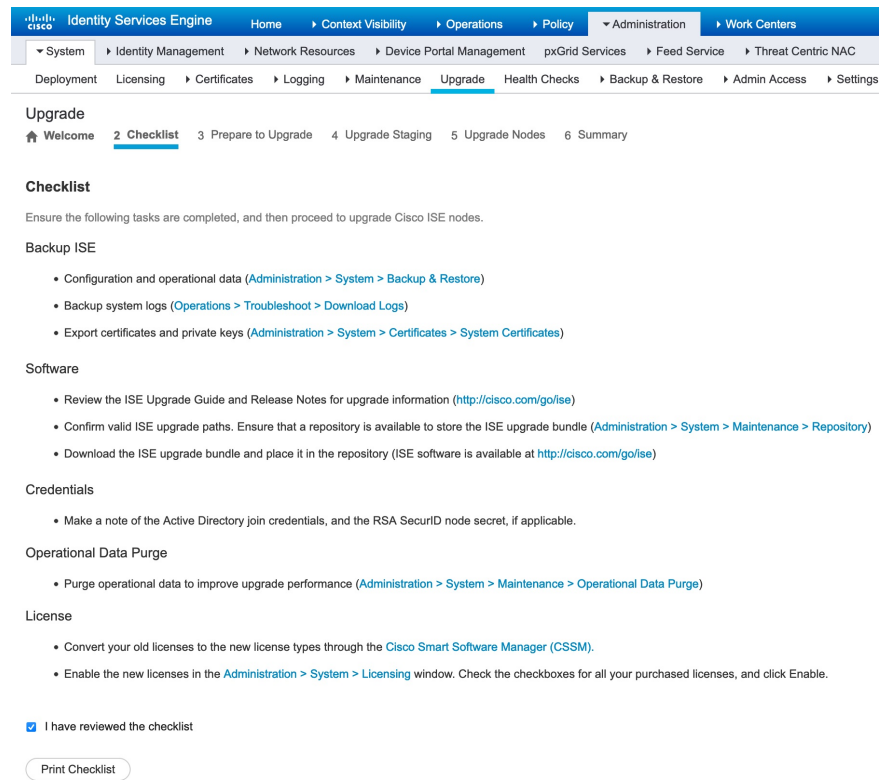 cisco Identity Services Engine Home Context Visibility Operations Policy Administration Work Centers
System Identity Management Network Resources Device Portal Management pxGrid Services Feed Service Threat Centric NAC
Deployment Licensing Certificates Logging Maintenance Upgrade Health Checks Backup & Restore Admin Access Settings
Upgrade
Welcome 2 Checklist 3 Prepare to Upgrade 4 Upgrade Staging 5 Upgrade Nodes 6 Summary
Checklist
Ensure the following tasks are completed, and then proceed to upgrade Cisco ISE nodes.
Backup ISE
• Configuration and operational data (Administration > System > Backup & Restore)
• Backup system logs (Operations > Troubleshoot > Download Logs)
• Export certificates and private keys (Administration > System > Certificates > System Certificates)
Software
• Review the ISE Upgrade Guide and Release Notes for upgrade information (http://cisco.com/go/ise)
• Confirm valid ISE upgrade paths. Ensure that a repository is available to store the ISE upgrade bundle (Administration > System > Maintenance > Repository)
• Download the ISE upgrade bundle and place it in the repository (ISE software is available at http://cisco.com/go/ise)
Credentials
• Make a note of the Active Directory join credentials, and the RSA SecurID node secret, if applicable.
Operational Data Purge
• Purge operational data to improve upgrade performance (Administration > System > Maintenance > Operational Data Purge)
License
• Convert your old licenses to the new license types through the Cisco Smart Software Manager (CSSM).
• Enable the new licenses in the Administration > System > Licensing window. Check the checkboxes for all your purchased licenses, and click Enable.
I have reviewed the checklist
Print Checklist